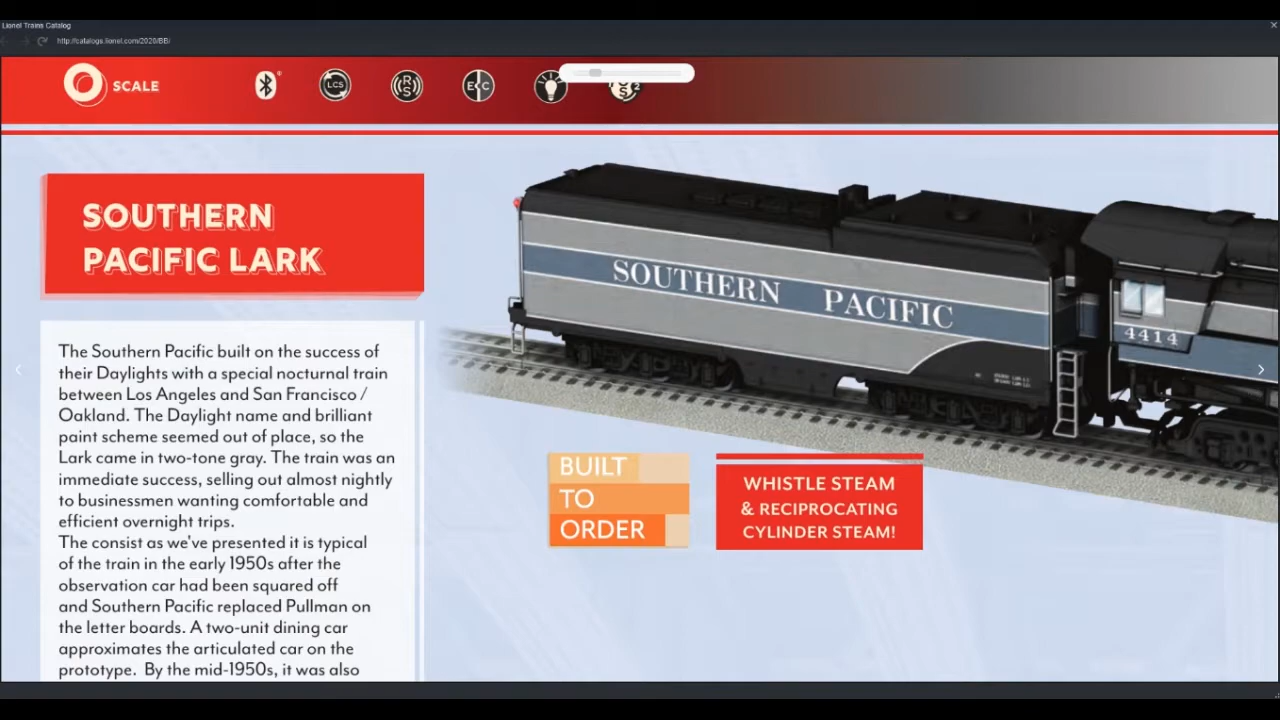 Lionel Trains Catalog
http://catalogs.lionel.com/2020/BB/
SCALE
LCS
RS
E C
S 2
SOUTHERN
PACIFIC LARK
SOUTHERN PACIFIC
4414
The Southern Pacific built on the success of
their Daylights with a special nocturnal train
between Los Angeles and San Francisco /
Oakland. The Daylight name and brilliant
paint scheme seemed out of place, so the
Lark came in two-tone gray. The train was an
immediate success, selling out almost nightly
to businessmen wanting comfortable and
efficient overnight trips.
The consist as we've presented it is typical
of the train in the early 1950s after the
observation car had been squared off
and Southern Pacific replaced Pullman on
the letter boards. A two-unit dining car
approximates the articulated car on the
prototype. By the mid-1950s, it was also
BUILT
TO
ORDER
WHISTLE STEAM
& RECIPROCATING
CYLINDER STEAM!